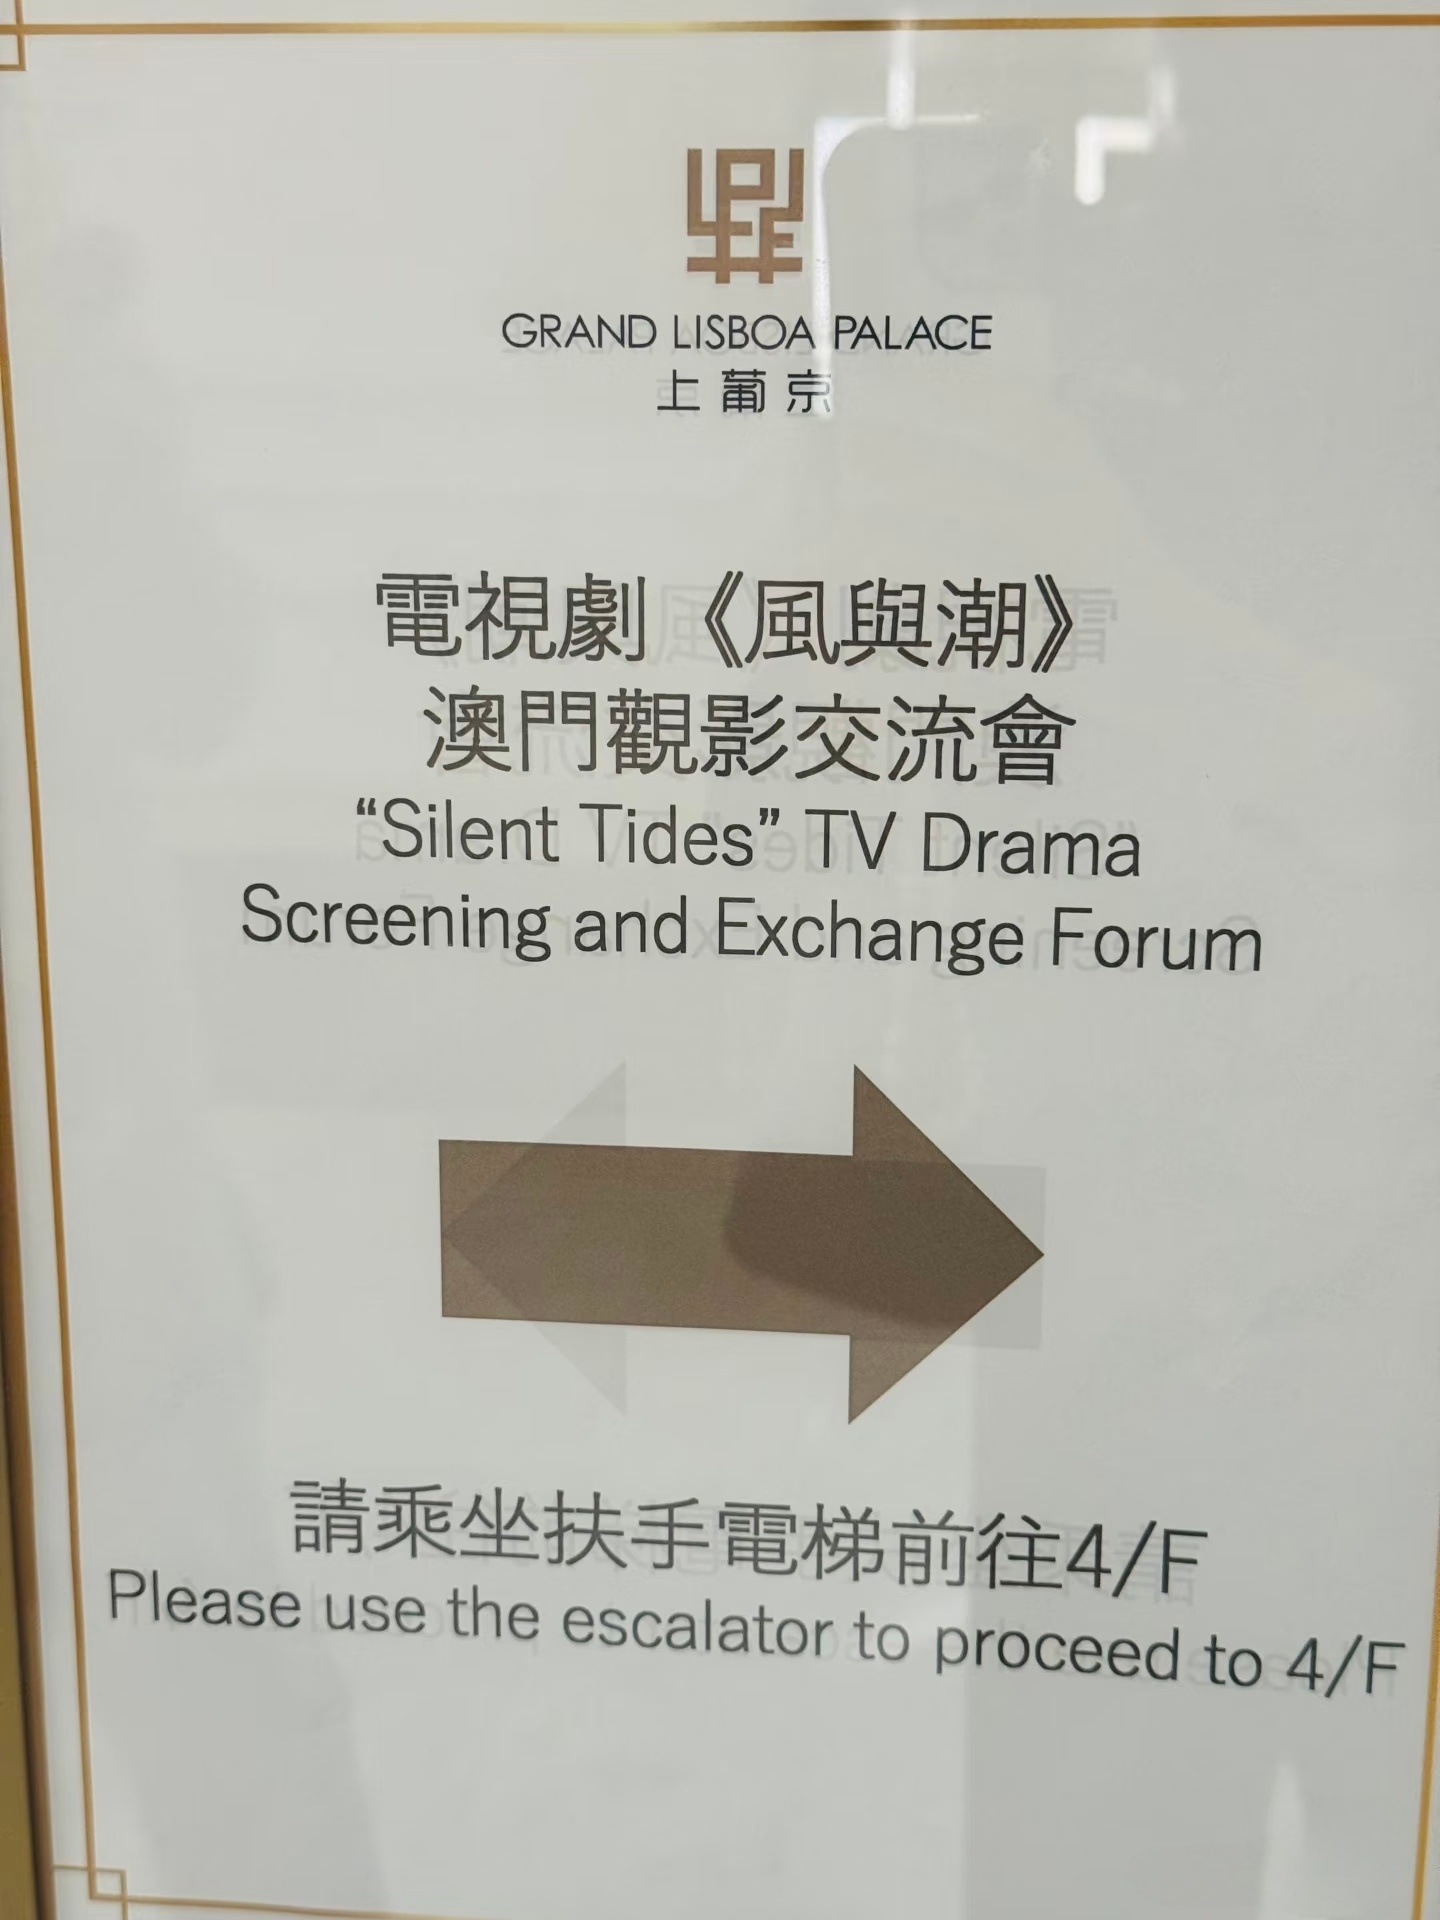 GRAND LISBOA PALACE
上葡京
電視劇《風與潮》
澳門觀影交流會
“Silent Tides” TV Drama
Screening and Exchange Forum
請乘坐扶手電梯前往4/F
Please use the escalator to proceed to 4/F